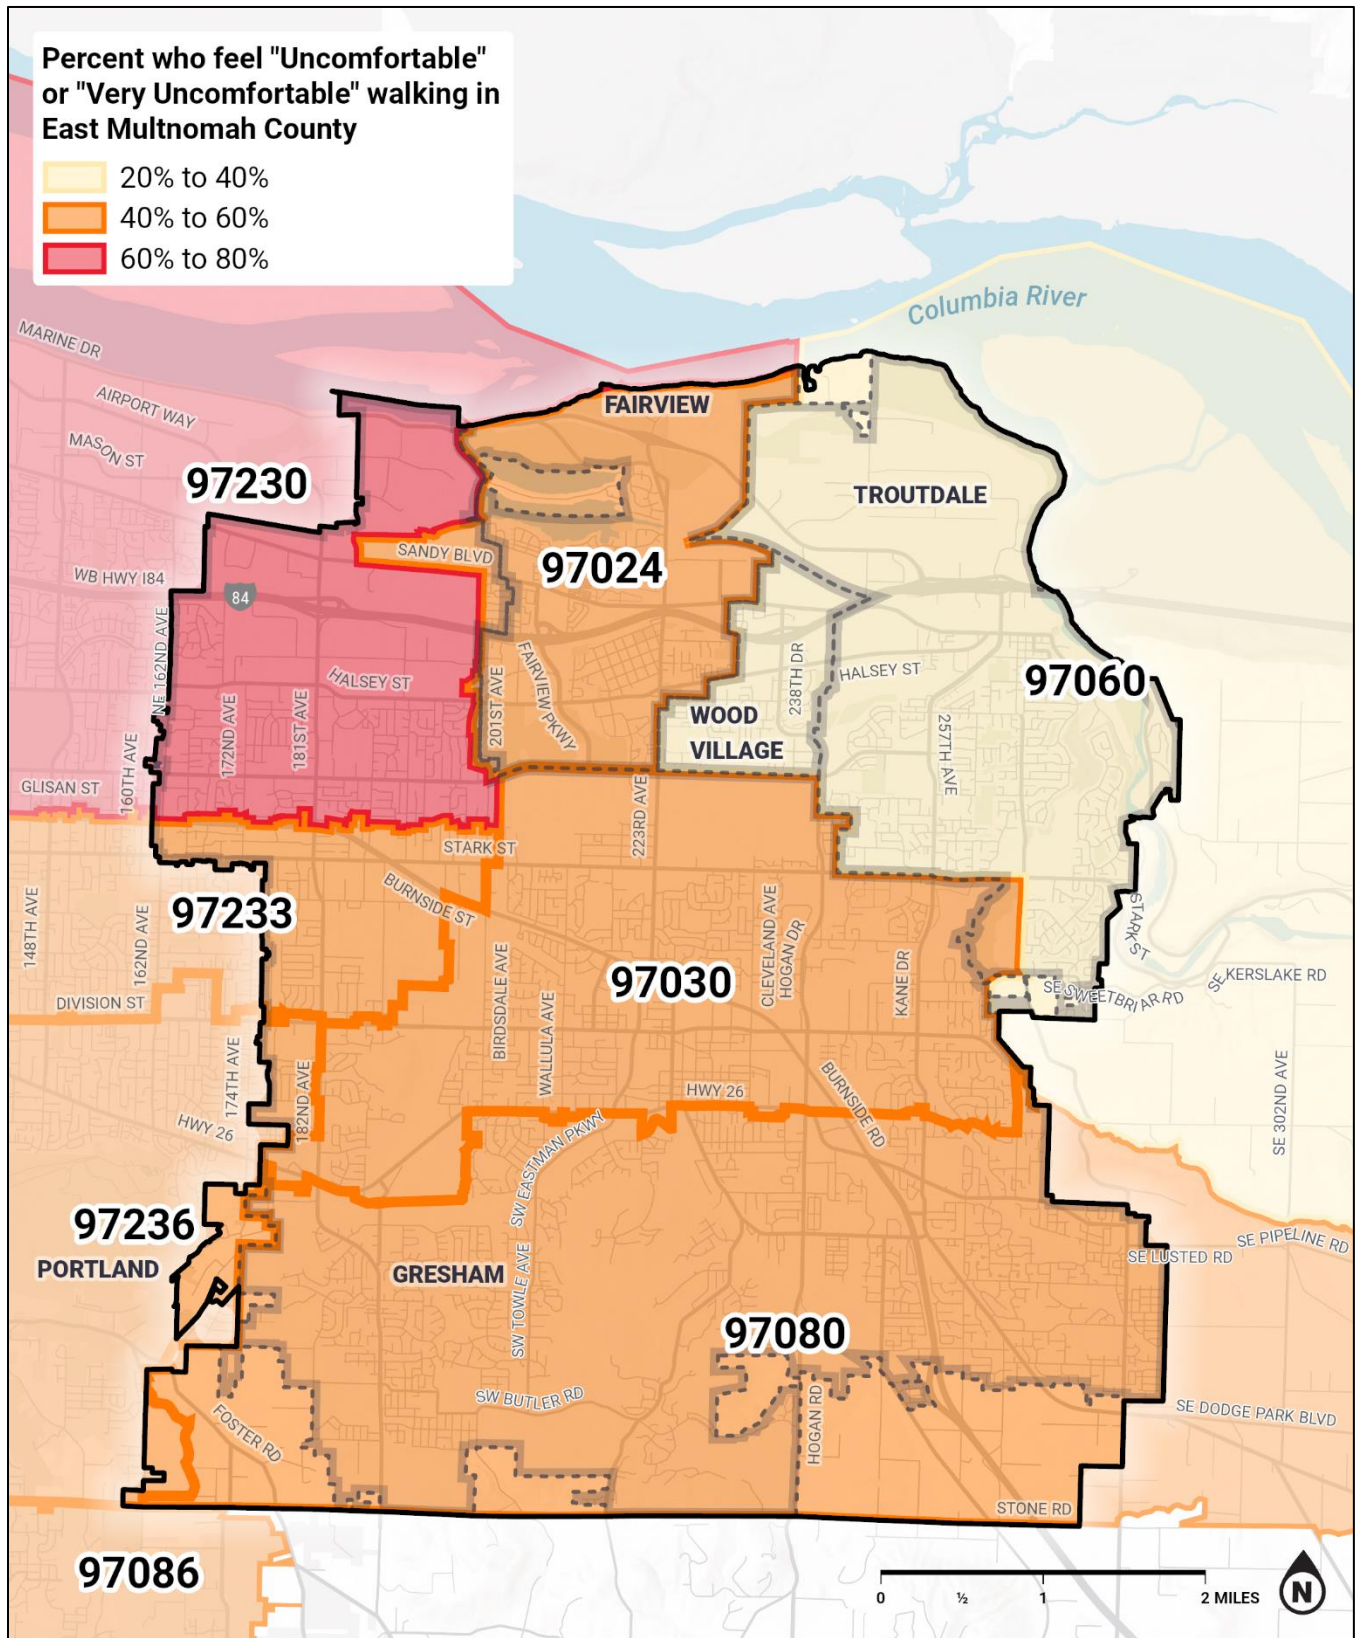 Percent who feel "Uncomfortable"
or "Very Uncomfortable" walking in
East Multnomah County
20% to 40%
40% to 60%
60% to 80%
Columbia River
MARINE DR
AIRPORT WAY
MASON ST
FAIRVIEW
97230
TROUTDALE
SANDY BLVD
97024
WB HWY I84
84
NE 162ND AVE
FAIRVIEW PKWY
238TH DR
HALSEY ST
HALSEY ST
97060
172ND AVE
181ST AVE
201ST AVE
WOOD
VILLAGE
257TH AVE
160TH AVE
GLISAN ST
223RD AVE
STARK ST
BURNSIDE ST
97233
148TH AVE
162ND AVE
CLEVELAND AVE
HOGAN DR
KANE DR
STARK ST
97030
BIRDSDALE AVE
WALLULA AVE
DIVISION ST
SE KERSLAKE RD
SE SWEETBRIAR RD
174TH AVE
182ND AVE
HWY 26
BURNSIDE RD
SE 302ND AVE
HWY 26
SW EASTMAN PKWY
97236
PORTLAND
GRESHAM
SW TOWLE AVE
SE PIPELINE RD
SE LUSTED RD
97080
SW BUTLER RD
HOGAN RD
SE DODGE PARK BLVD
FOSTER RD
STONE RD
97086
0 ½ 1 2 MILES
N